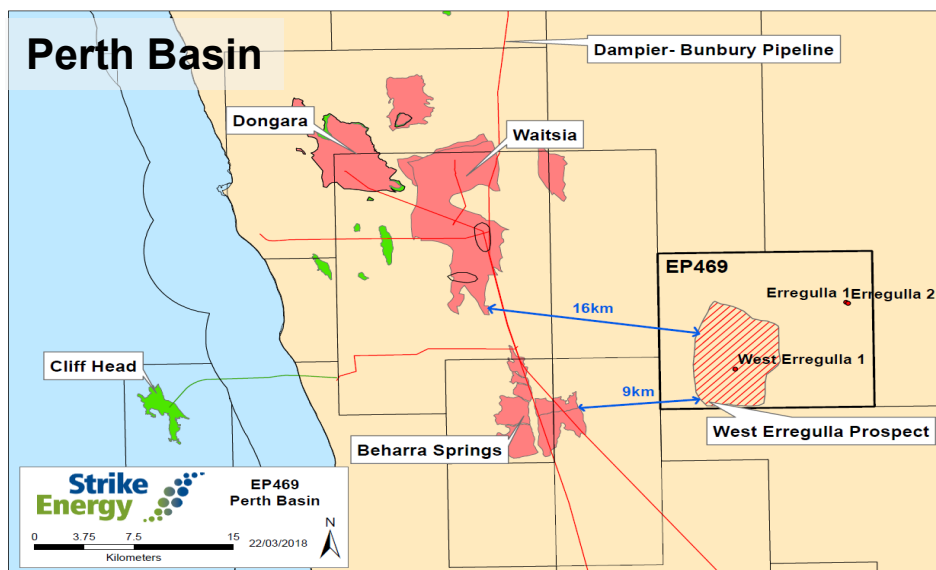 Perth Basin
Dampier- Bunbury Pipeline
Dongara
Waitsia
EP469
Erregulla 1
Erregulla 2
16km
West Erregulla 1
Cliff Head
9km
West Erregulla Prospect
Beharra Springs
Strike
Energy
EP469
Perth Basin
N
0 3.75 7.5 15
Kilometers
22/03/2018